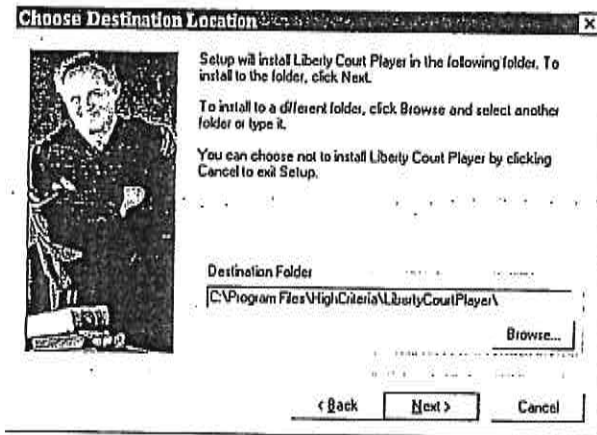 Choose Destination Location
Setup will install Liberty Court Player in the following folder. To
install to the folder, click Next.
To install to a different folder, click Browse and select another
folder or type it.
You can choose not to install Liberty Court Player by clicking
Cancel to exit Setup.
Destination Folder
C:\Program Files\HighCriteria\LibertyCourtPlayer\
Browse...
< Back
Next >
Cancel